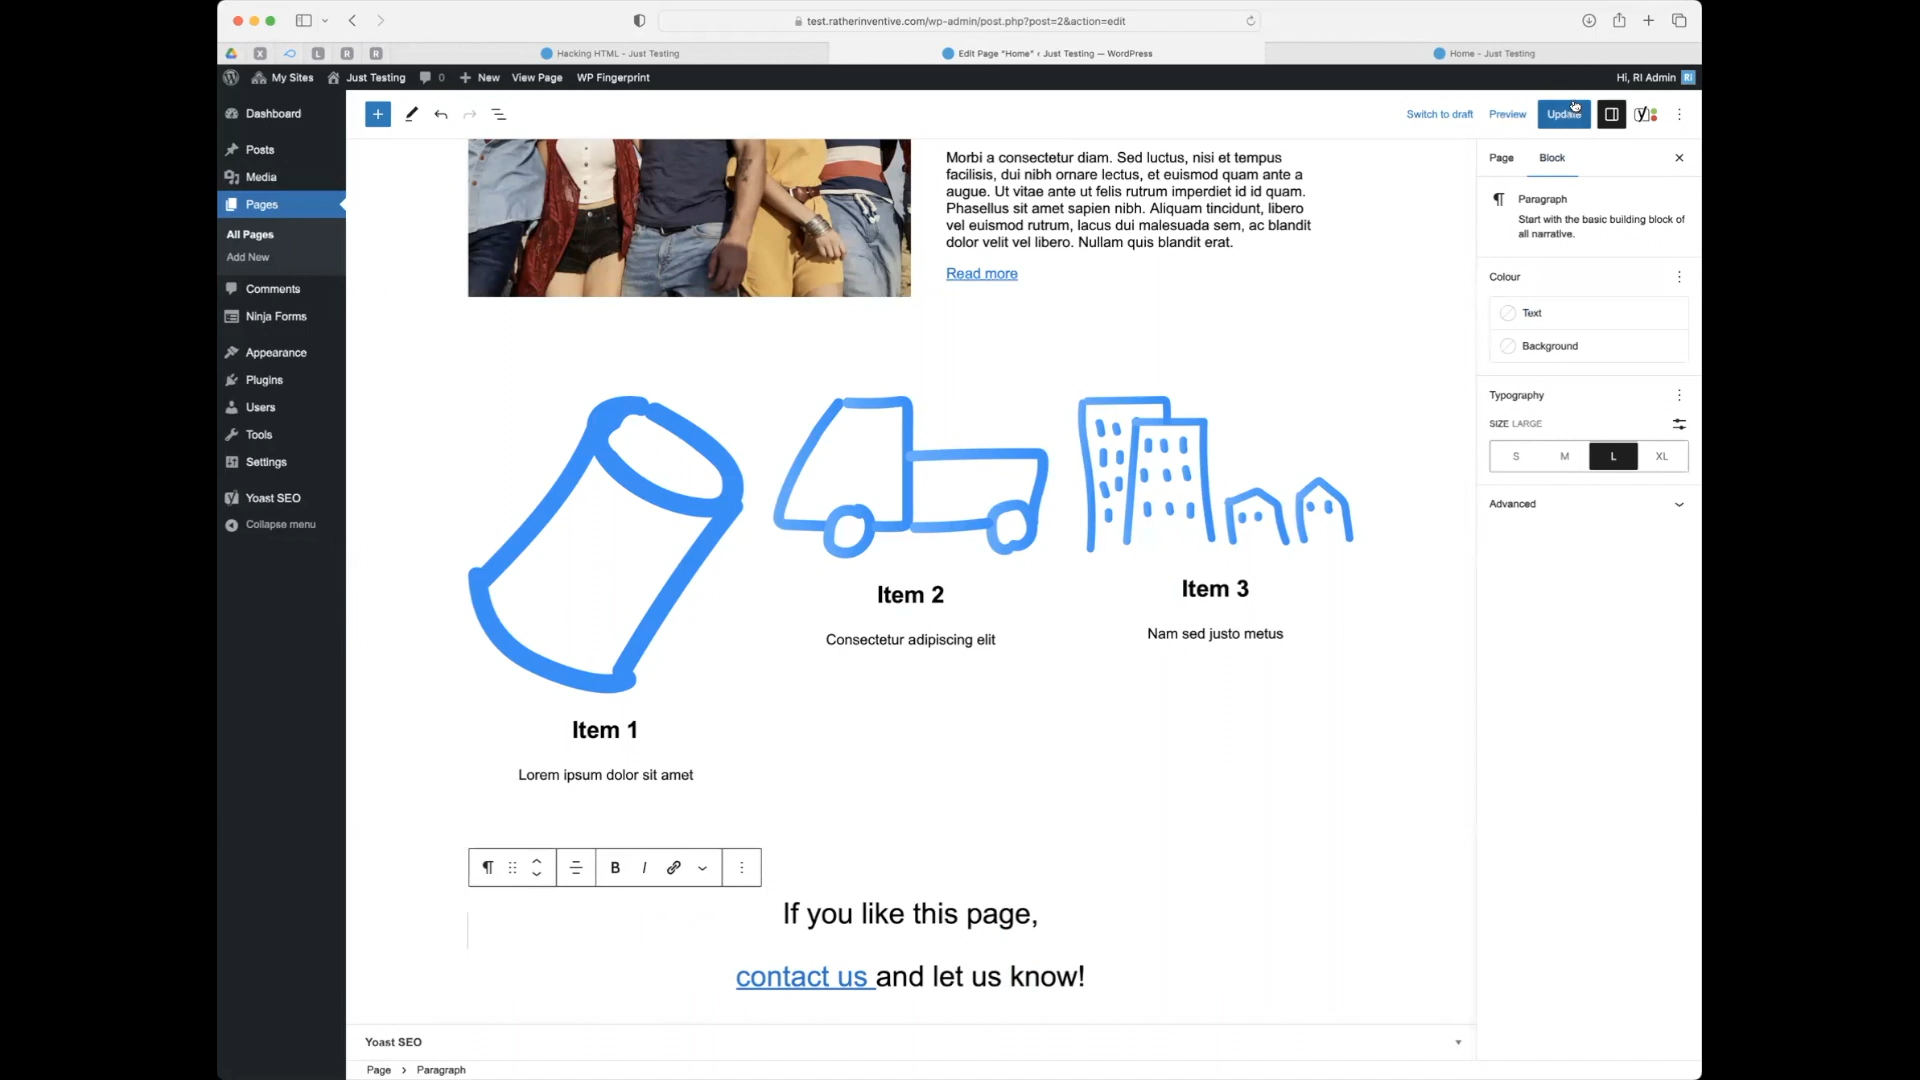 test.ratherinventive.com/wp-admin/post.php?post=2&action=edit
X
L
R
R
Hacking HTML - Just Testing
Edit Page "Home" ‹ Just Testing — WordPress
Home - Just Testing
My Sites
Just Testing
0
New
View Page
WP Fingerprint
Hi, RI Admin
RI
Dashboard
Posts
Media
Pages
All Pages
Add New
Comments
Ninja Forms
Appearance
Plugins
Users
Tools
Settings
Yoast SEO
Collapse menu
Switch to draft
Preview
Update
Morbi a consectetur diam. Sed luctus, nisi et tempus
facilisis, dui nibh ornare lectus, et euismod quam ante a
augue. Ut vitae ante ut felis rutrum imperdiet id id quam.
Phasellus sit amet sapien nibh. Aliquam tincidunt, libero
vel euismod rutrum, lacus dui malesuada sem, ac blandit
dolor velit vel libero. Nullam quis blandit erat.
Read more
Item 1
Lorem ipsum dolor sit amet
Item 2
Consectetur adipiscing elit
Item 3
Nam sed justo metus
B
I
If you like this page,
contact us and let us know!
Yoast SEO
Page › Paragraph
Page
Block
Paragraph
Start with the basic building block of
all narrative.
Colour
Text
Background
Typography
SIZE LARGE
S
M
L
XL
Advanced